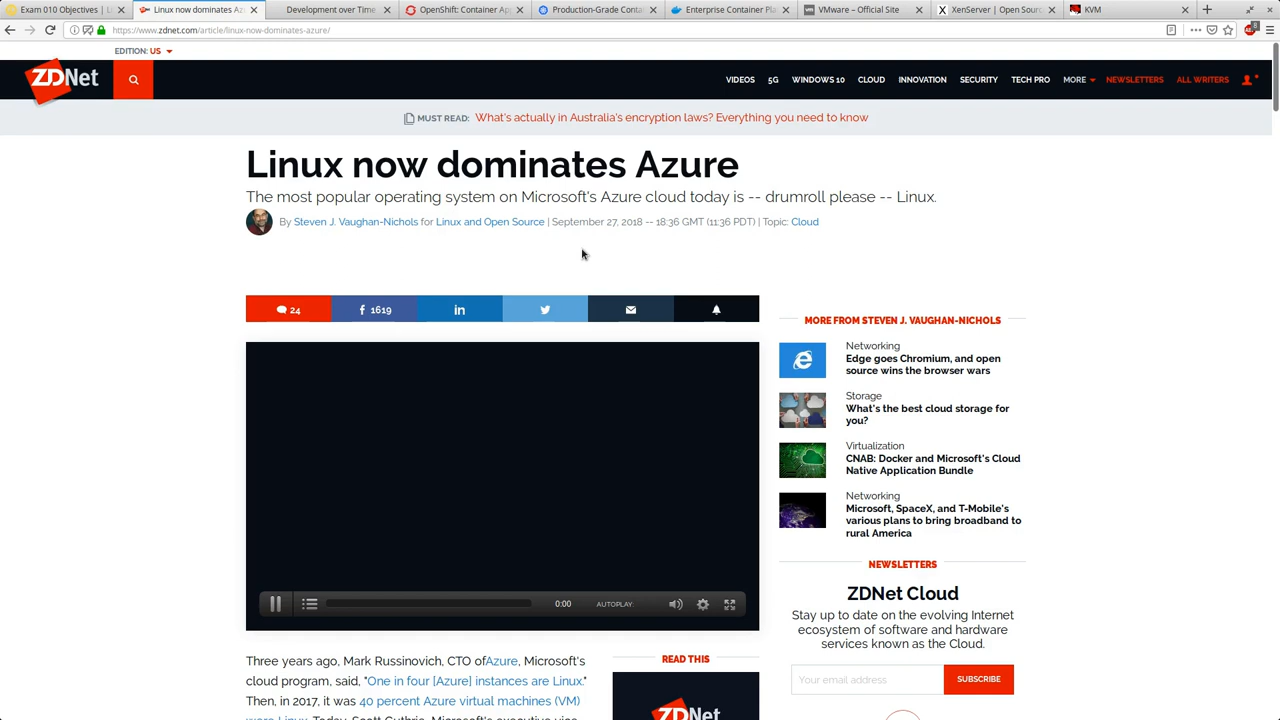 Exam 010 Objectives | L
Linux now dominates Az
Development over Time
OpenShift: Container Ap
Production-Grade Conta
Enterprise Container Pla
VMware – Official Site
XenServer | Open Sourc
KVM
https://www.zdnet.com/article/linux-now-dominates-azure/
EDITION: US
ZDNet
VIDEOS 5G WINDOWS 10 CLOUD INNOVATION SECURITY TECH PRO MORE NEWSLETTERS ALL WRITERS
MUST READ: What's actually in Australia's encryption laws? Everything you need to know
Linux now dominates Azure
The most popular operating system on Microsoft's Azure cloud today is -- drumroll please -- Linux.
By Steven J. Vaughan-Nichols for Linux and Open Source | September 27, 2018 -- 18:36 GMT (11:36 PDT) | Topic: Cloud
24
1619
0:00
AUTOPLAY:
Three years ago, Mark Russinovich, CTO ofAzure, Microsoft's
cloud program, said, "One in four [Azure] instances are Linux."
Then, in 2017, it was 40 percent Azure virtual machines (VM)
were Linux. Today, Scott Guthrie, Microsoft's executive vice
READ THIS
ZDNet
MORE FROM STEVEN J. VAUGHAN-NICHOLS
Networking
Edge goes Chromium, and open
source wins the browser wars
Storage
What's the best cloud storage for
you?
Virtualization
CNAB: Docker and Microsoft's Cloud
Native Application Bundle
Networking
Microsoft, SpaceX, and T-Mobile's
various plans to bring broadband to
rural America
NEWSLETTERS
ZDNet Cloud
Stay up to date on the evolving Internet
ecosystem of software and hardware
services known as the Cloud.
Your email address
SUBSCRIBE